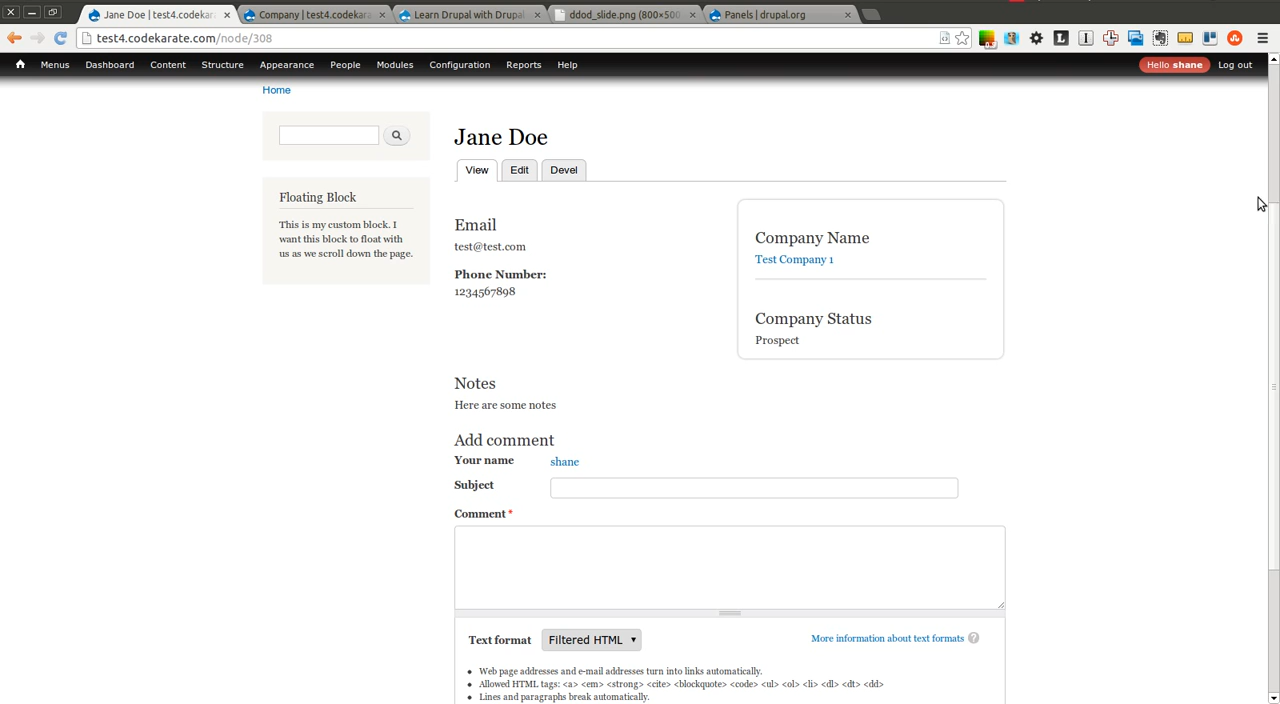 Jane Doe | test4.codekara
Company | test4.codekara
Learn Drupal with Drupal
ddod_slide.png (800×500
Panels | drupal.org
test4.codekarate.com/node/308
Menus Dashboard Content Structure Appearance People Modules Configuration Reports Help
Hello shane Log out
Home
Floating Block
This is my custom block. I
want this block to float with
us as we scroll down the page.
Jane Doe
View Edit Devel
Email
test@test.com
Phone Number:
1234567898
Company Name
Test Company 1
Company Status
Prospect
Notes
Here are some notes
Add comment
Your name shane
Subject
Comment *
Text format Filtered HTML
More information about text formats ?
Web page addresses and e-mail addresses turn into links automatically.
Allowed HTML tags: <a> <em> <strong> <cite> <blockquote> <code> <ul> <ol> <li> <dl> <dt> <dd>
Lines and paragraphs break automatically.